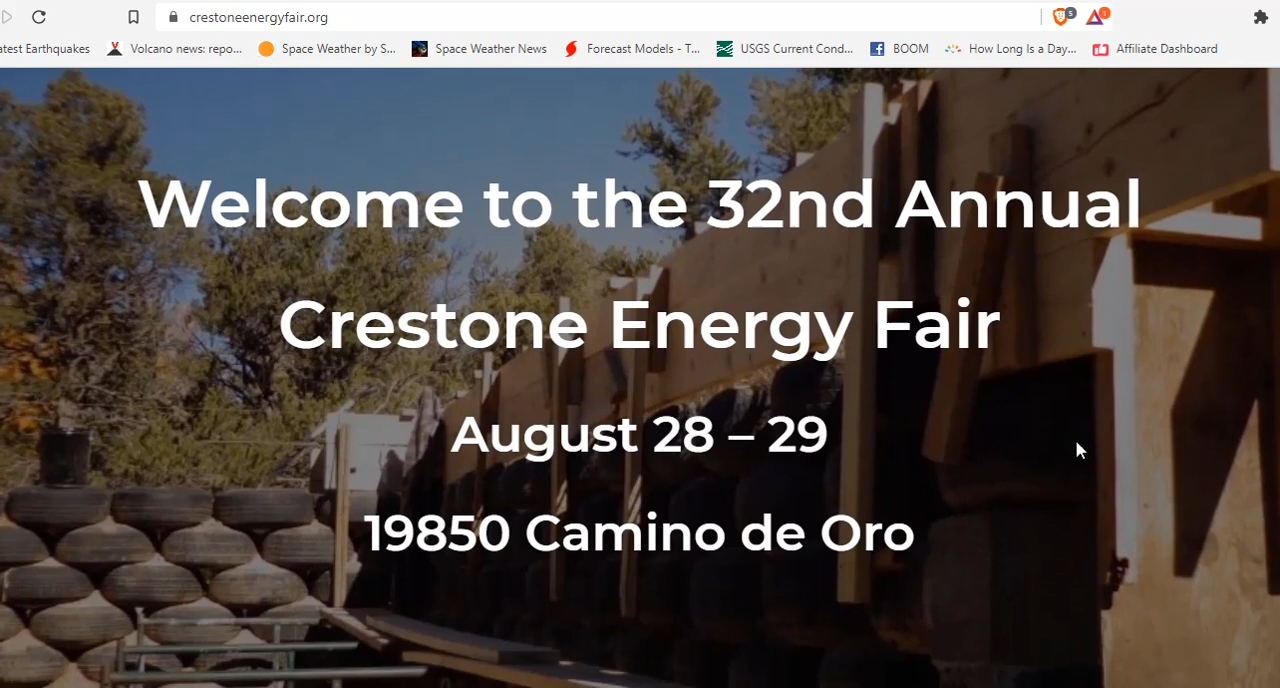 crestoneenergyfair.org
5
1
atest Earthquakes
Volcano news: repo...
Space Weather by S...
Space Weather News
Forecast Models - T...
USGS Current Cond...
BOOM
How Long Is a Day...
Affiliate Dashboard
Welcome to the 32nd Annual
Crestone Energy Fair
August 28 – 29
19850 Camino de Oro